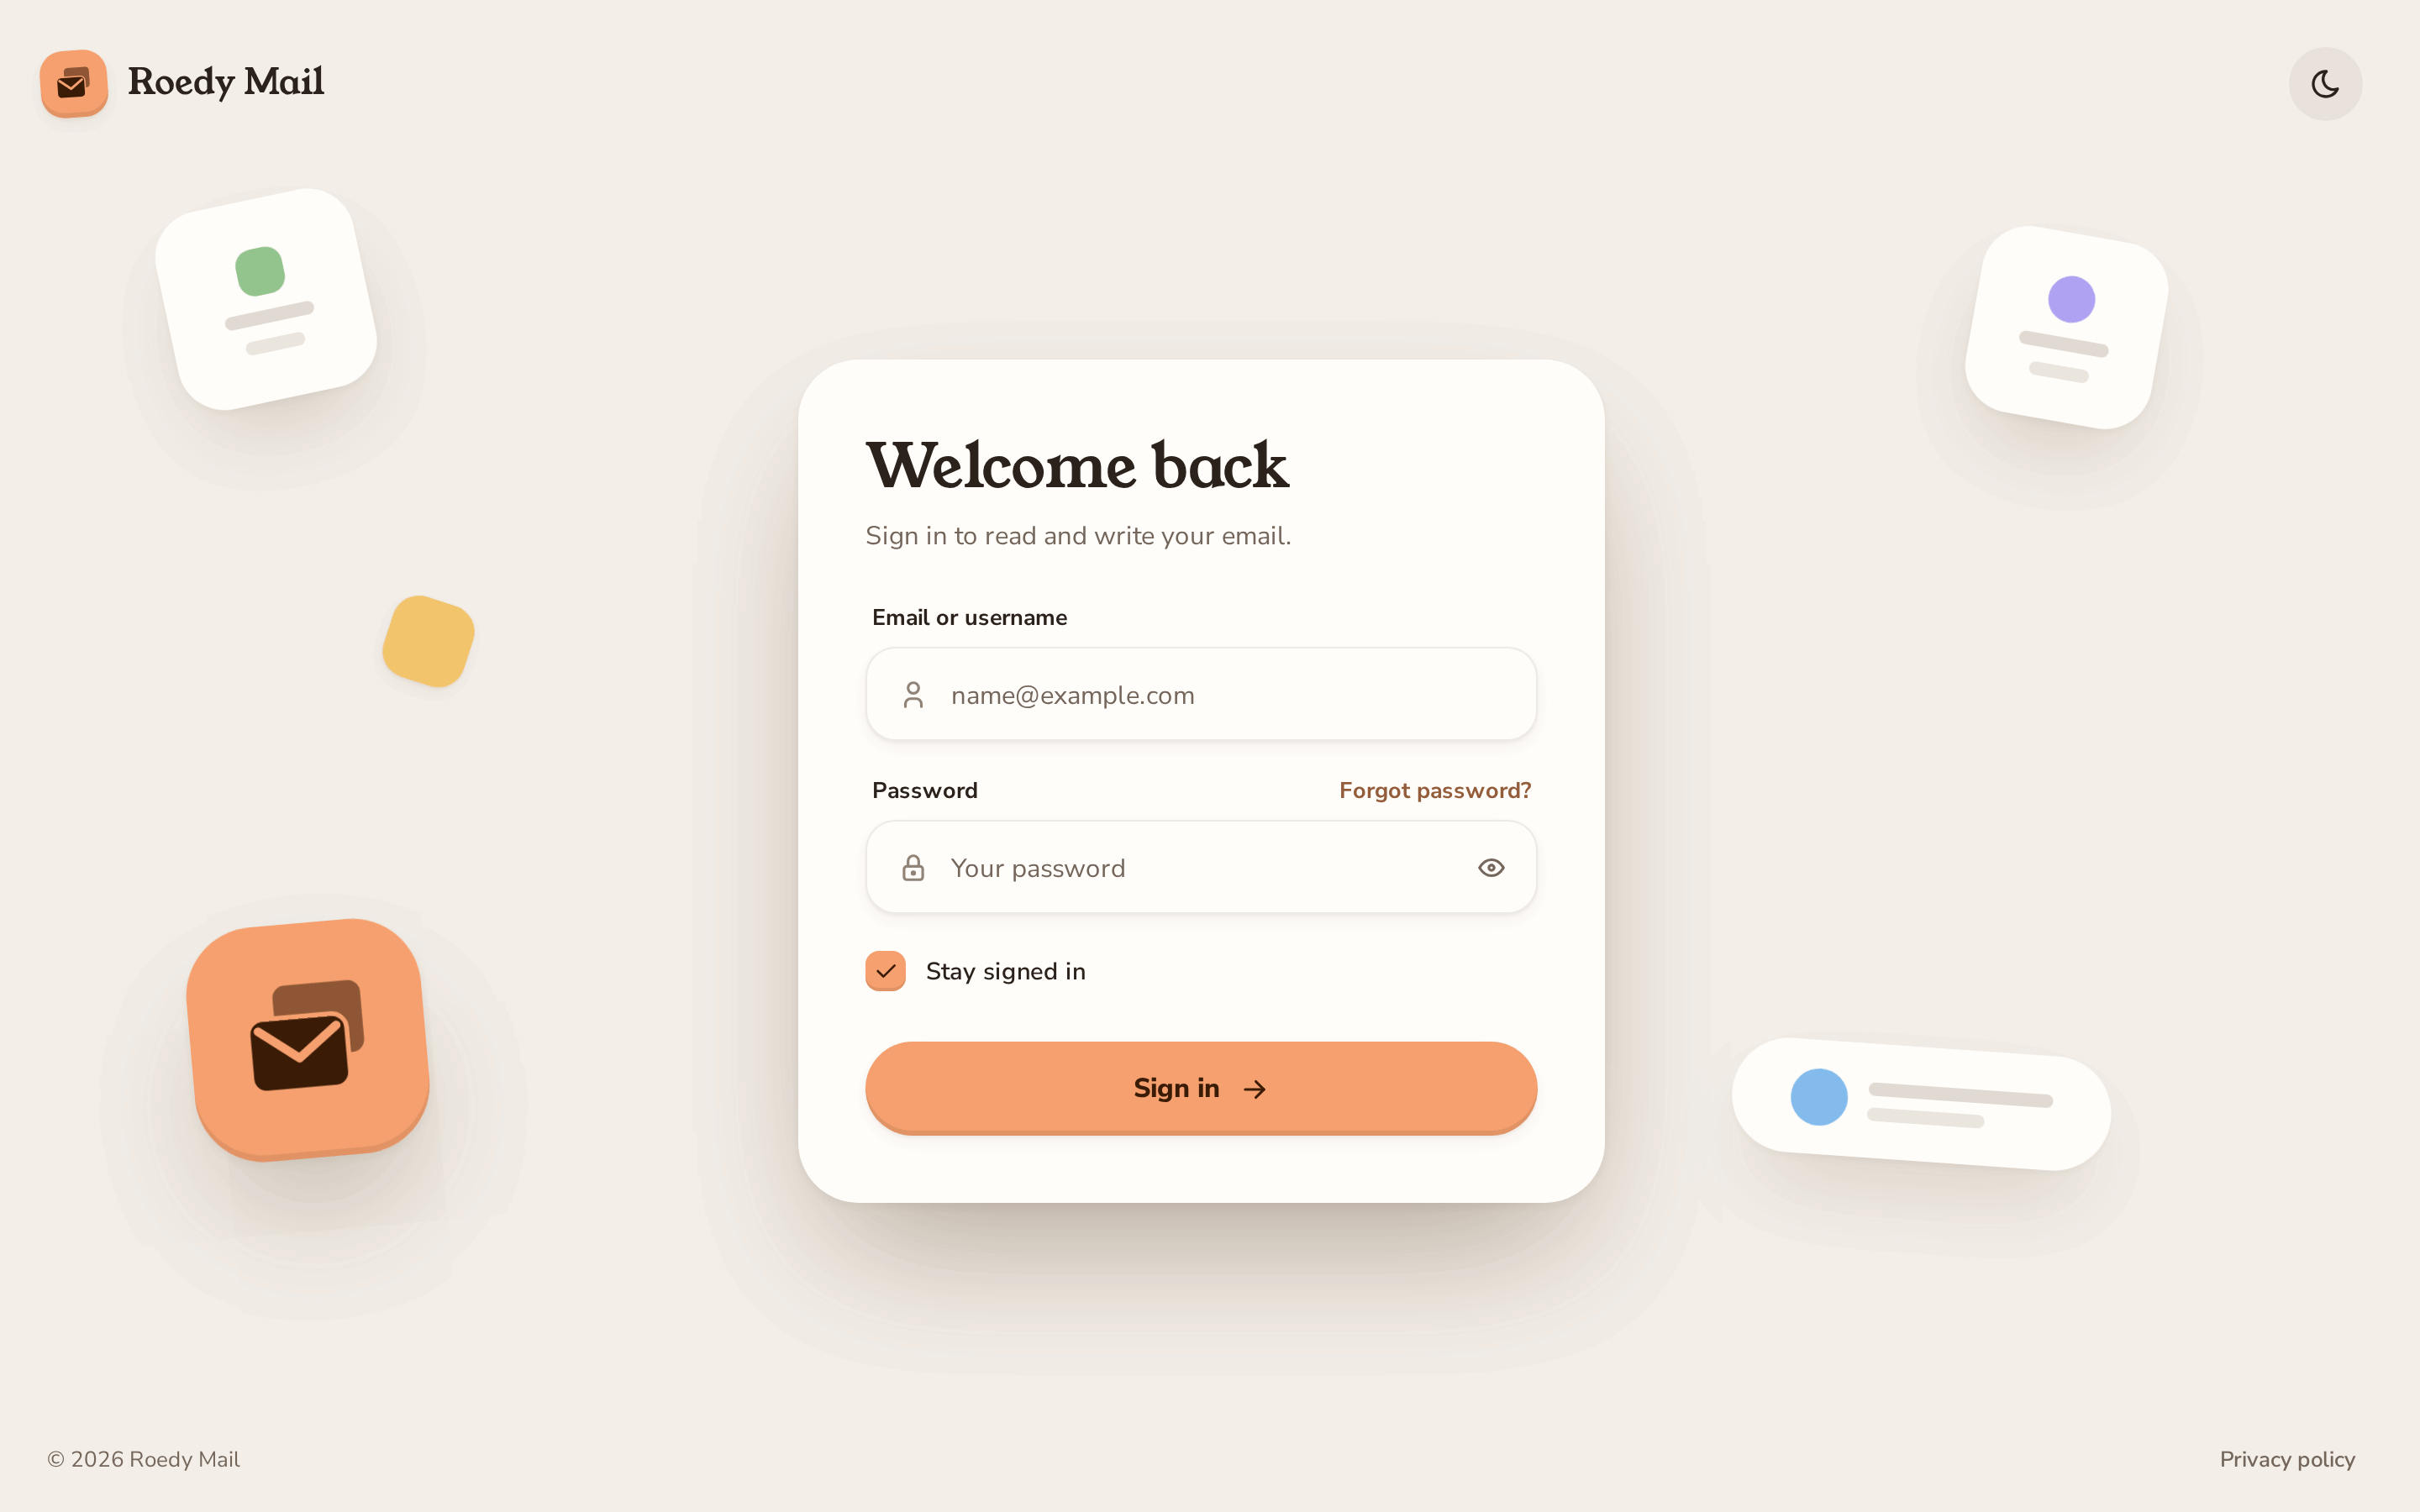 Roedy Mail
Welcome back
Sign in to read and write your email.
Email or username
name@example.com
Password
Forgot password?
Your password
Stay signed in
Sign in
© 2026 Roedy Mail
Privacy policy